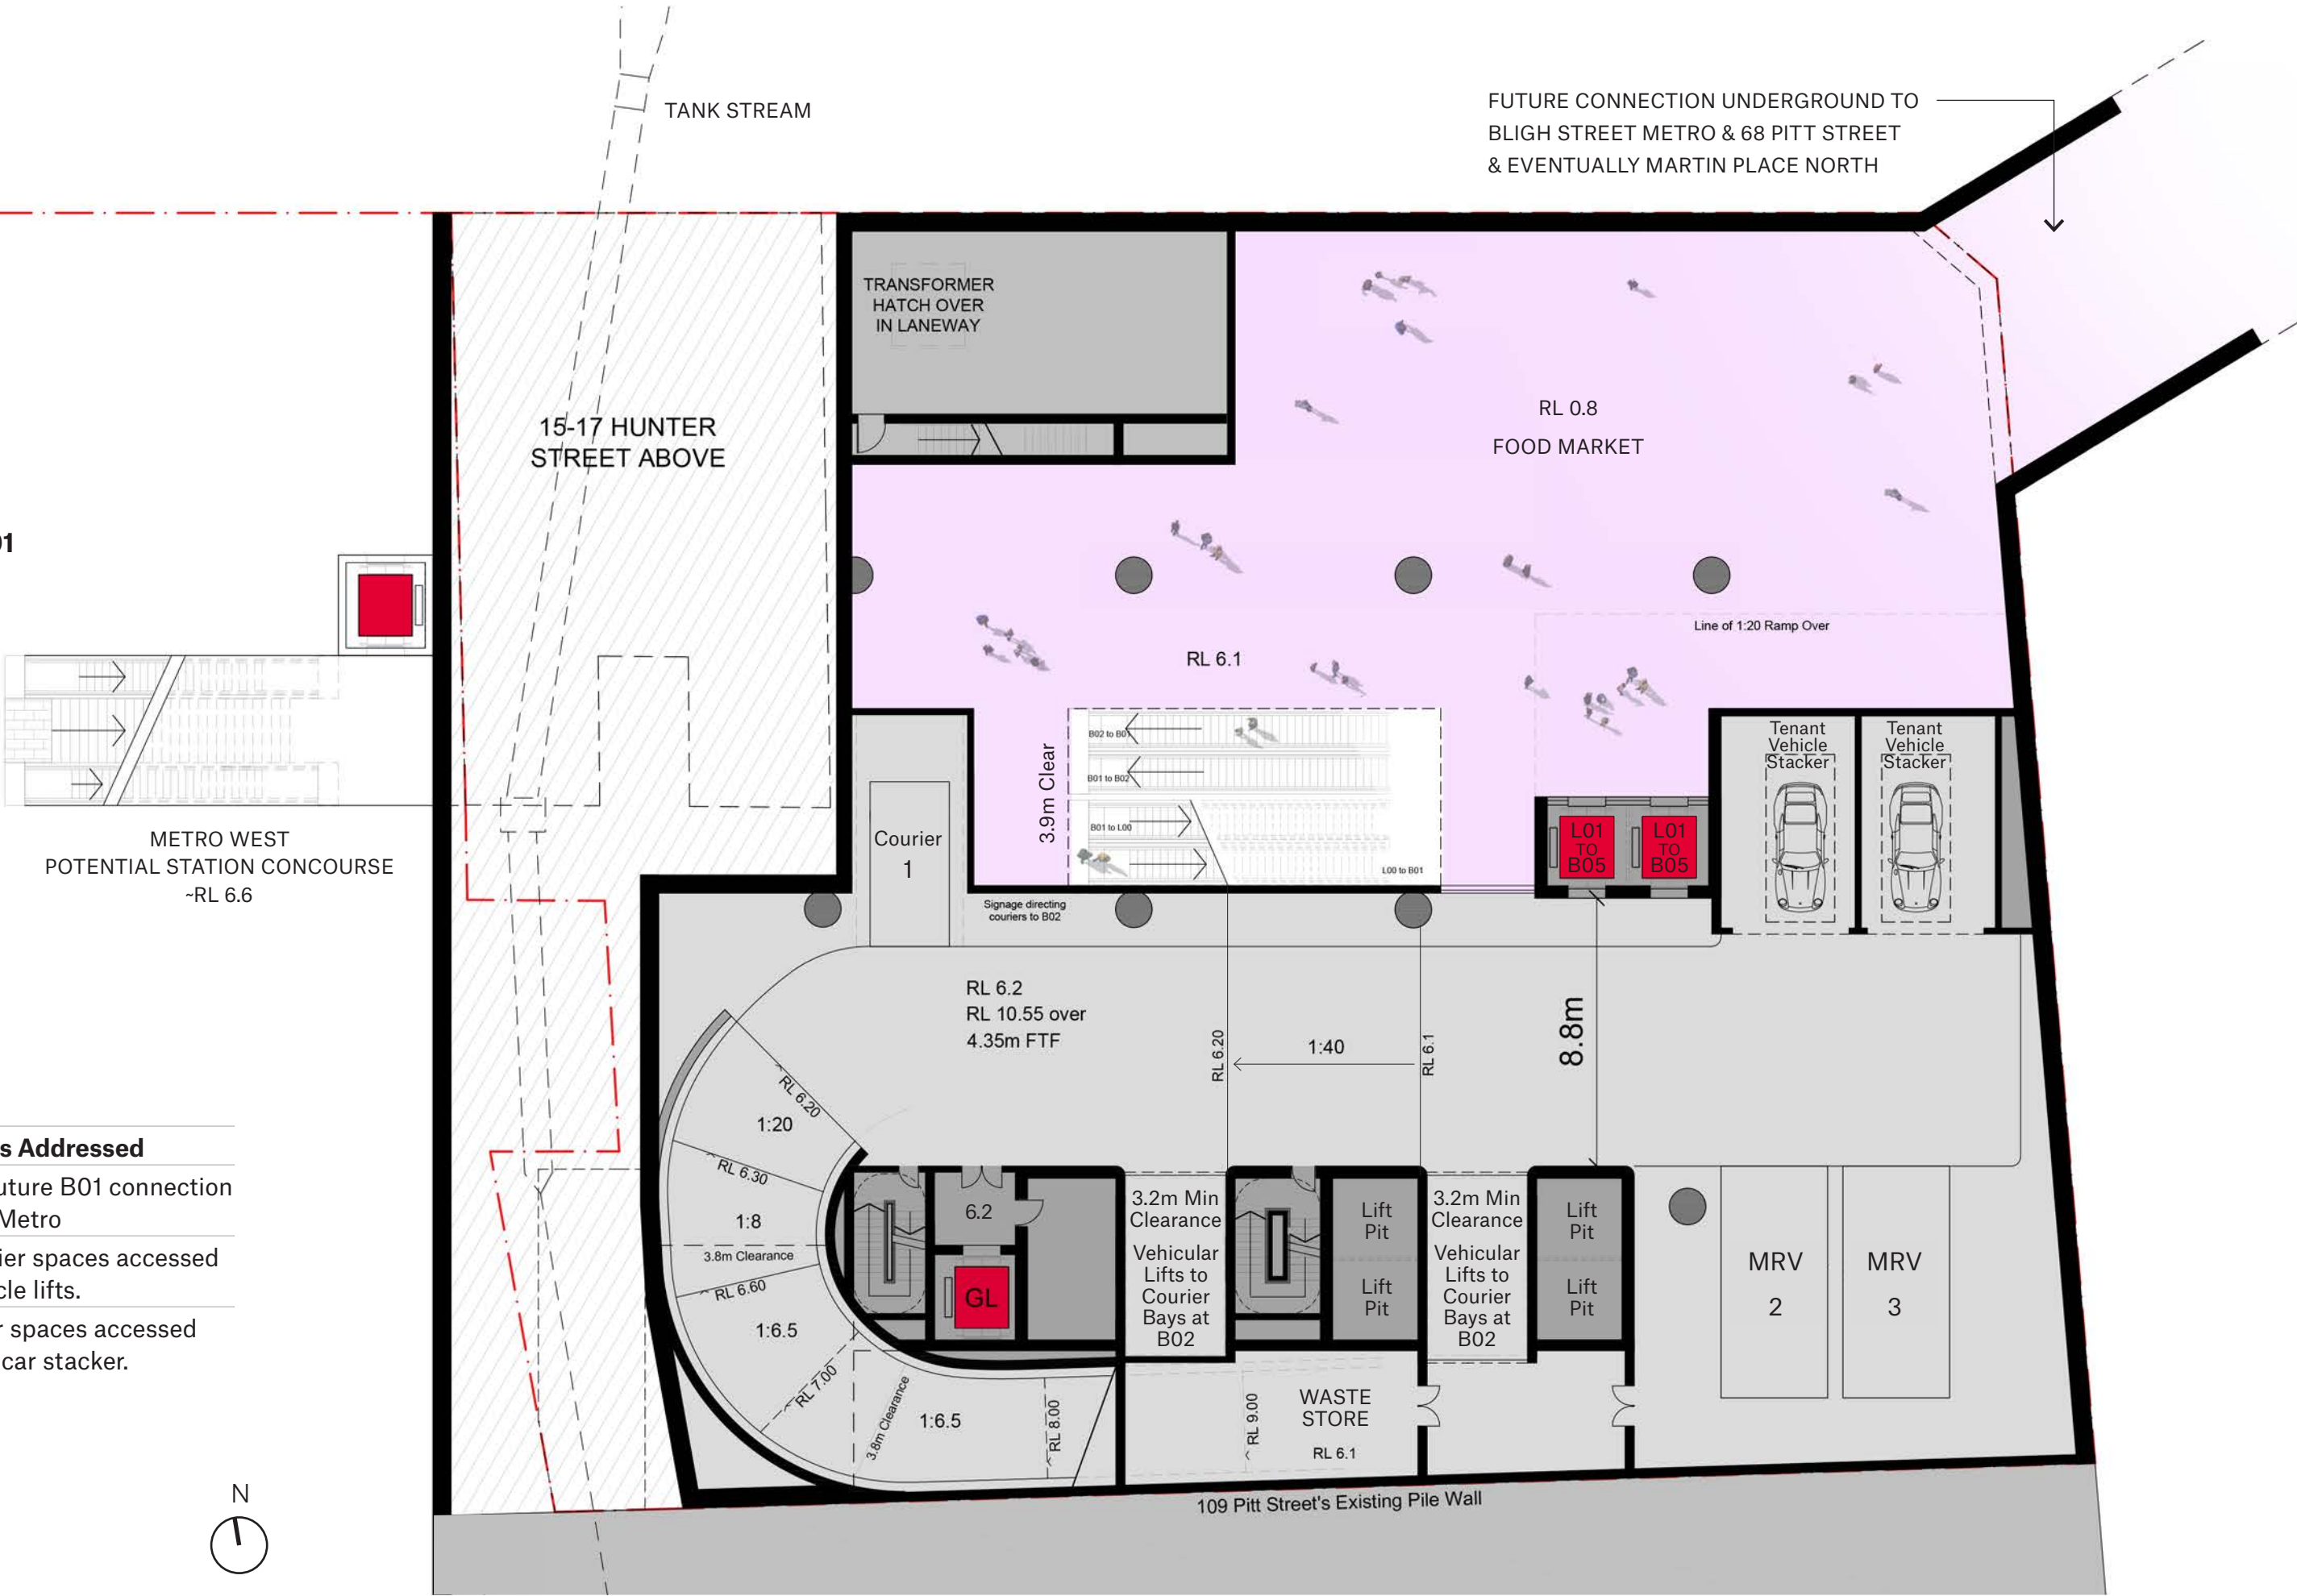 TANK STREAM
FUTURE CONNECTION UNDERGROUND TO
BLIGH STREET METRO & 68 PITT STREET
& EVENTUALLY MARTIN PLACE NORTH
TRANSFORMER
HATCH OVER
IN LANEWAY
15-17 HUNTER
STREET ABOVE
RL 0.8
FOOD MARKET
01
Line of 1:20 Ramp Over
RL 6.1
METRO WEST
POTENTIAL STATION CONCOURSE
~RL 6.6
3.9m Clear
B02 to B01
B01 to B02
B01 to L00
L00 to B01
Tenant
Vehicle
Stacker
Tenant
Vehicle
Stacker
L01
TO
B05
L01
TO
B05
Courier
1
Signage directing
couriers to B02
RL 6.2
RL 10.55 over
4.35m FTF
RL 6.20
1:40
RL 6.1
8.8m
RL 6.20
1:20
RL 6.30
1:8
3.8m Clearance
RL 6.60
1:6.5
RL 7.00
3.8m Clearance
1:6.5
RL 8.00
6.2
GL
3.2m Min
Clearance
Vehicular
Lifts to
Courier
Bays at
B02
Lift
Pit
Lift
Pit
3.2m Min
Clearance
Vehicular
Lifts to
Courier
Bays at
B02
Lift
Pit
Lift
Pit
MRV
2
MRV
3
RL 9.00
WASTE
STORE
RL 6.1
109 Pitt Street's Existing Pile Wall
s Addressed
uture B01 connection
Metro
ier spaces accessed
cle lifts.
r spaces accessed
car stacker.
N